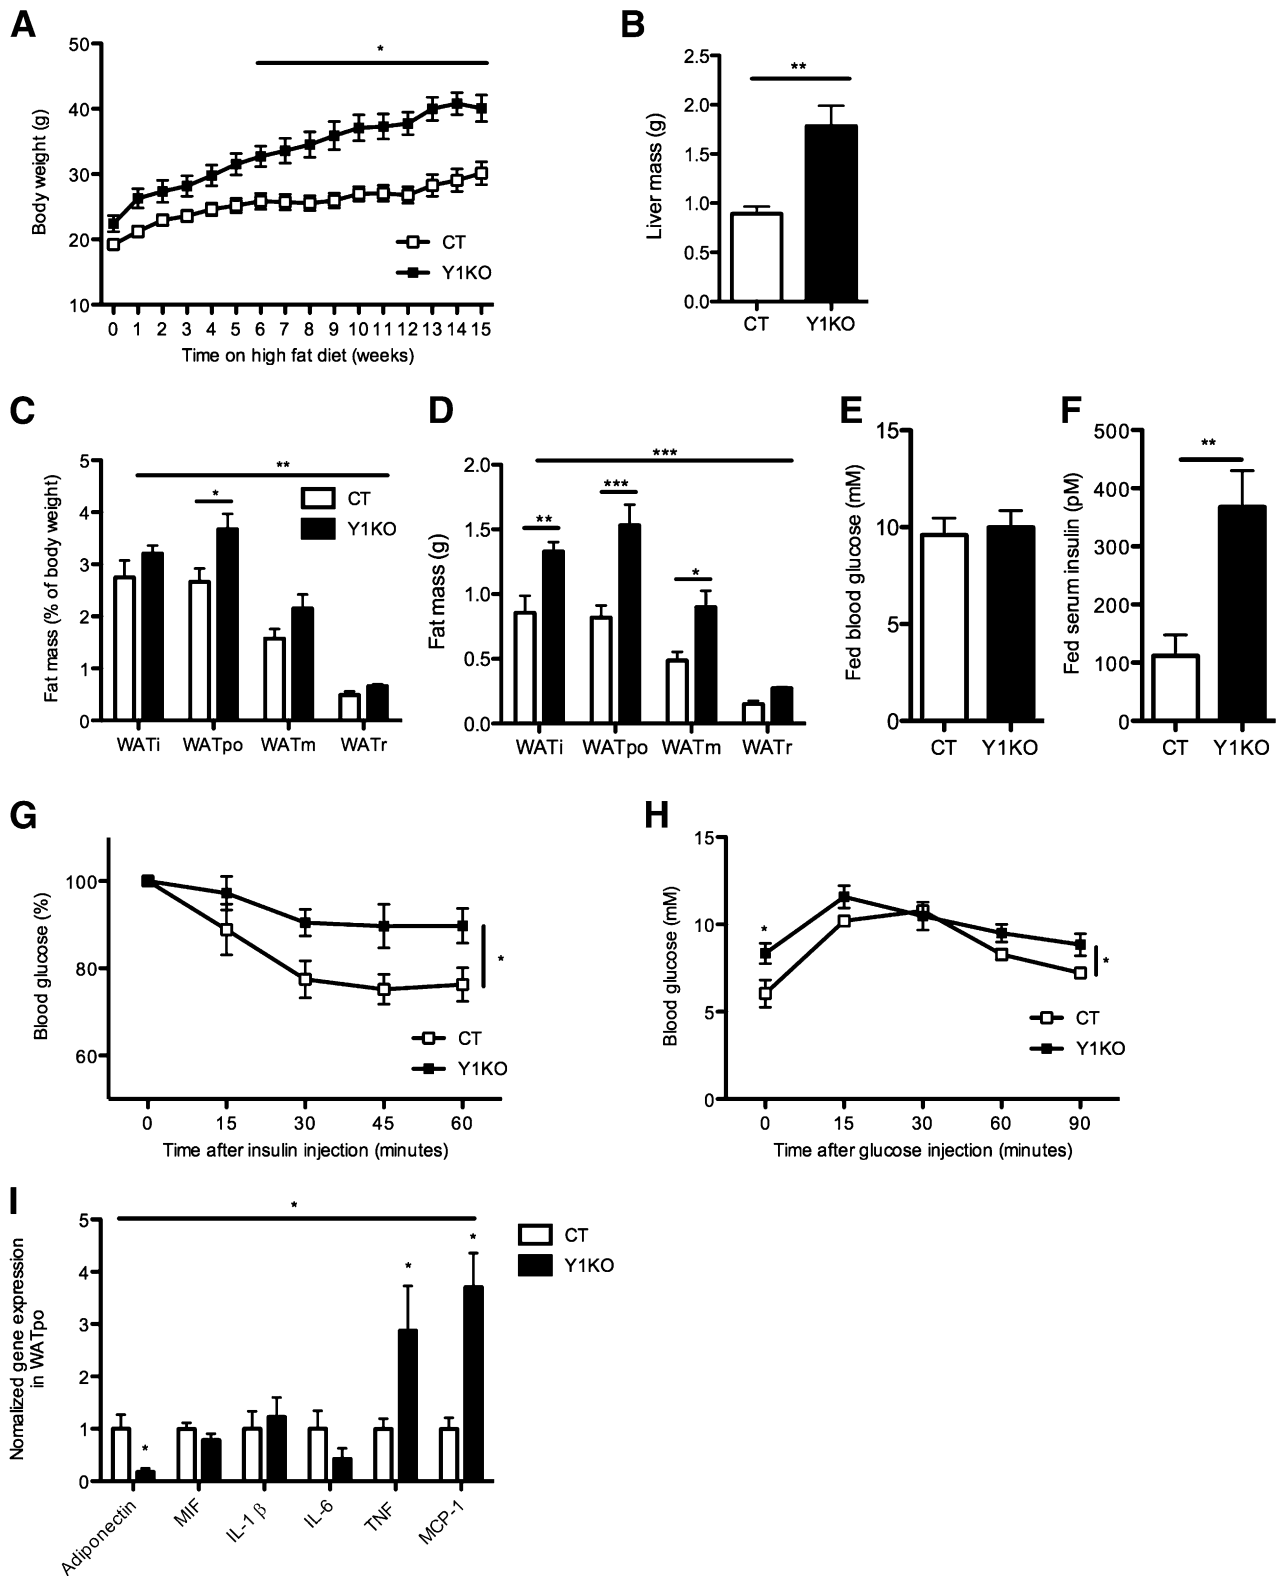 A
50
40
30
20
10
Body weight (g)
*
CT
Y1KO
0 1 2 3 4 5 6 7 8 9 10 11 12 13 14 15
Time on high fat diet (weeks)
B
2.5
2.0
1.5
1.0
0.5
0.0
Liver mass (g)
**
CT Y1KO
C
5
4
3
2
1
0
Fat mass (% of body weight)
**
*
CT
Y1KO
WATi WATpo WATm WATr
D
2.0
1.5
1.0
0.5
0.0
Fat mass (g)
***
**
***
*
WATi WATpo WATm WATr
E
15
10
5
0
Fed blood glucose (mM)
CT Y1KO
F
500
400
300
200
100
0
Fed serum insulin (pM)
**
CT Y1KO
G
100
80
60
Blood glucose (%)
*
CT
Y1KO
0 15 30 45 60
Time after insulin injection (minutes)
H
15
10
5
0
Blood glucose (mM)
*
*
CT
Y1KO
0 15 30 60 90
Time after glucose injection (minutes)
I
5
4
3
2
1
0
Nomalized gene expression
in WATpo
*
*
*
*
CT
Y1KO
Adiponectin
MIF
IL-1 β
IL-6
TNF
MCP-1